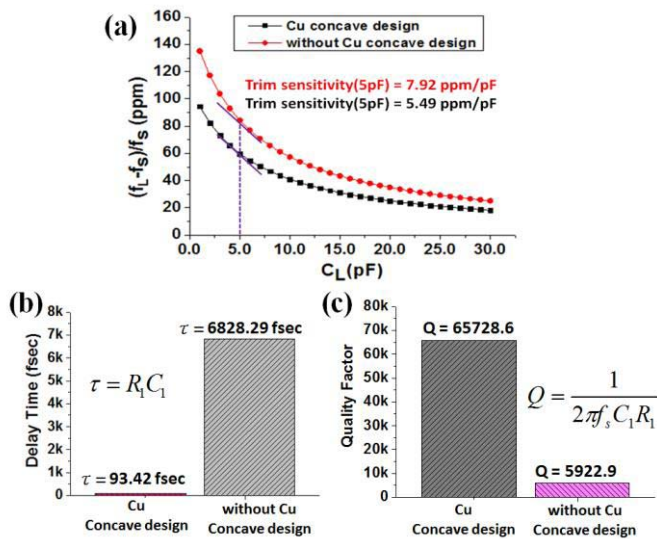 (a)
Cu concave design
without Cu concave design
Trim sensitivity(5pF) = 7.92 ppm/pF
Trim sensitivity(5pF) = 5.49 ppm/pF
(f_L-f_S)/f_S (ppm)
160
140
120
100
80
60
40
20
0
0.0 5.0 10.0 15.0 20.0 25.0 30.0
C_L(pF)
(b)
Delay Time (fsec)
8k
7k
6k
5k
4k
3k
2k
1k
0
τ = 6828.29 fsec
τ = R₁C₁
τ = 93.42 fsec
Cu
Concave design
without Cu
Concave design
(c)
Quality Factor
80k
70k
60k
50k
40k
30k
20k
10k
0
Q = 65728.6
Q = 1 / 2πf_sC₁R₁
Q = 5922.9
Cu
Concave design
without Cu
Concave design